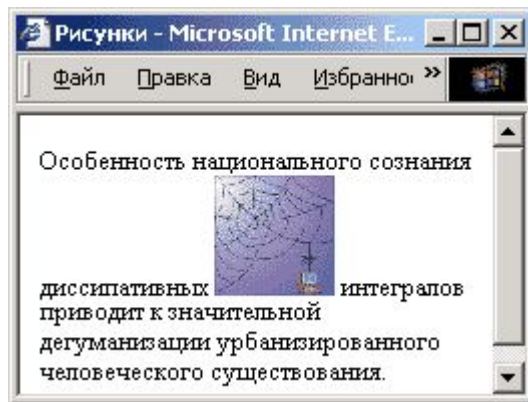 Рисунки - Microsoft Internet E...
Файл Правка Вид Избранно »
Особенность национального сознания
диссипативных интегралов
приводит к значительной
дегуманизации урбанизированного
человеческого существования.